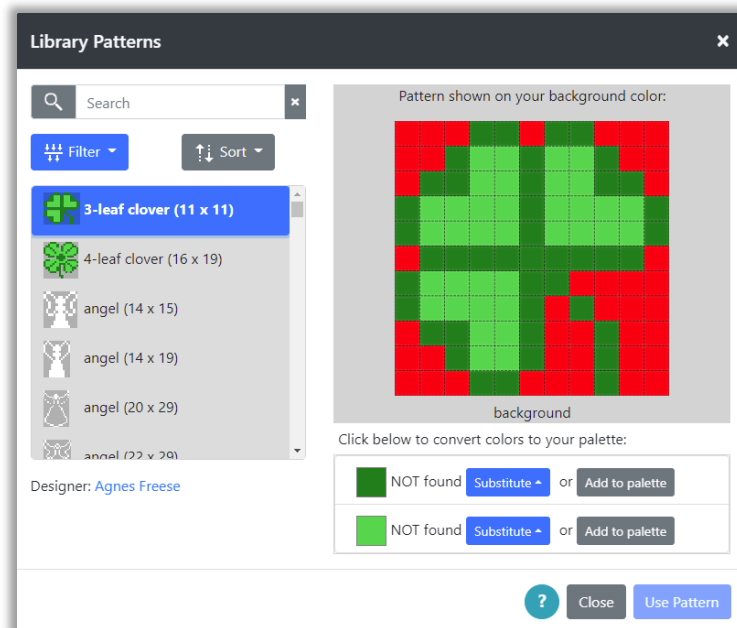 Library Patterns
×
Search
×
Filter
Sort
3-leaf clover (11 x 11)
4-leaf clover (16 x 19)
angel (14 x 15)
angel (14 x 19)
angel (20 x 29)
angel (22 x 29)
Designer: Agnes Freese
Pattern shown on your background color:
background
Click below to convert colors to your palette:
NOT found Substitute or Add to palette
NOT found Substitute or Add to palette
? Close Use Pattern